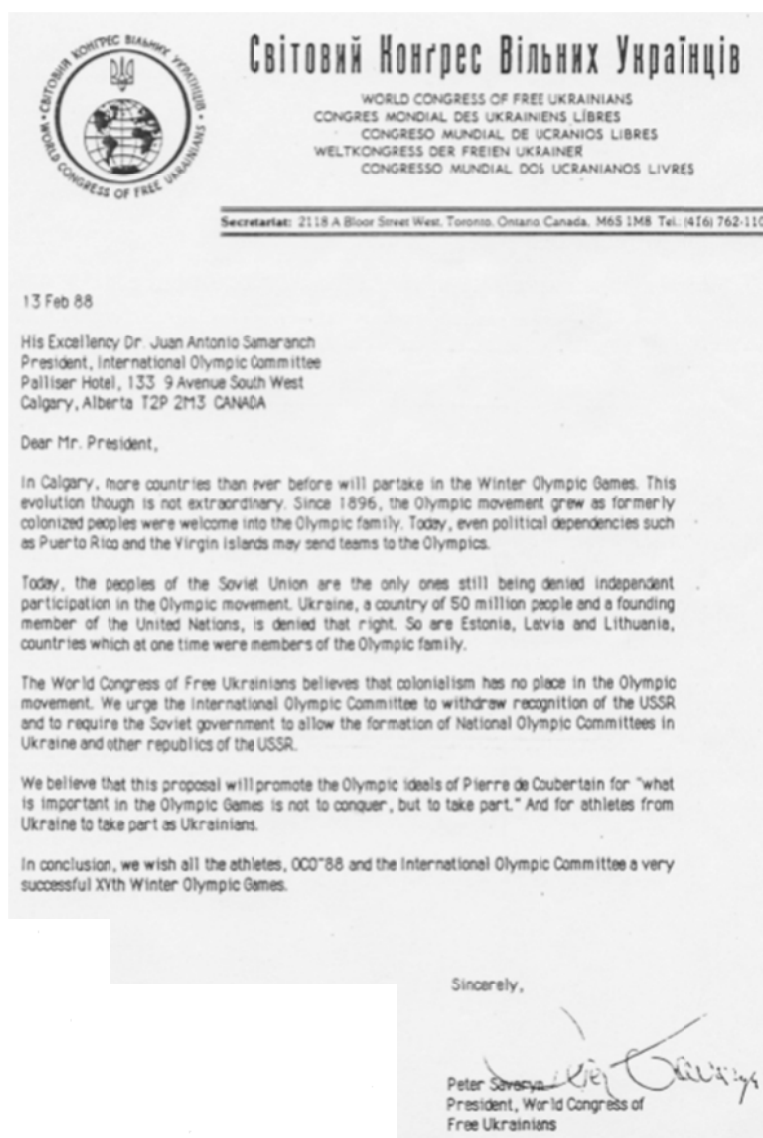 СВІТОВИЙ КОНҐРЕС ВІЛЬНИХ УКРАЇНЦІВ
WORLD CONGRESS OF FREE UKRAINIANS
Світовий Конґрес Вільних Українців
WORLD CONGRESS OF FREE UKRAINIANS
CONGRES MONDIAL DES UKRAINIENS LIBRES
CONGRESO MUNDIAL DE UCRANIOS LIBRES
WELTKONGRESS DER FREIEN UKRAINER
CONGRESSO MUNDIAL DOS UCRANIANOS LIVRES
Secretariat: 2118 A Bloor Street West, Toronto, Ontario Canada, M6S 1M8 Tel.: (416) 762-110
13 Feb 88
His Excellency Dr. Juan Antonio Samaranch
President, International Olympic Committee
Palliser Hotel, 133 9 Avenue South West
Calgary, Alberta T2P 2M3 CANADA
Dear Mr. President,
In Calgary, more countries than ever before will partake in the Winter Olympic Games. This
evolution though is not extraordinary. Since 1896, the Olympic movement grew as formerly
colonized peoples were welcome into the Olympic family. Today, even political dependencies such
as Puerto Rico and the Virgin Islands may send teams to the Olympics.
Today, the peoples of the Soviet Union are the only ones still being denied independent
participation in the Olympic movement. Ukraine, a country of 50 million people and a founding
member of the United Nations, is denied that right. So are Estonia, Latvia and Lithuania,
countries which at one time were members of the Olympic family.
The World Congress of Free Ukrainians believes that colonialism has no place in the Olympic
movement. We urge the International Olympic Committee to withdraw recognition of the USSR
and to require the Soviet government to allow the formation of National Olympic Committees in
Ukraine and other republics of the USSR.
We believe that this proposal will promote the Olympic ideals of Pierre de Coubertain for "what
is important in the Olympic Games is not to conquer, but to take part." And for athletes from
Ukraine to take part as Ukrainians.
In conclusion, we wish all the athletes, OCO"88 and the International Olympic Committee a very
successful XVth Winter Olympic Games.
Sincerely,
Peter Savaryn
President, World Congress of
Free Ukrainians